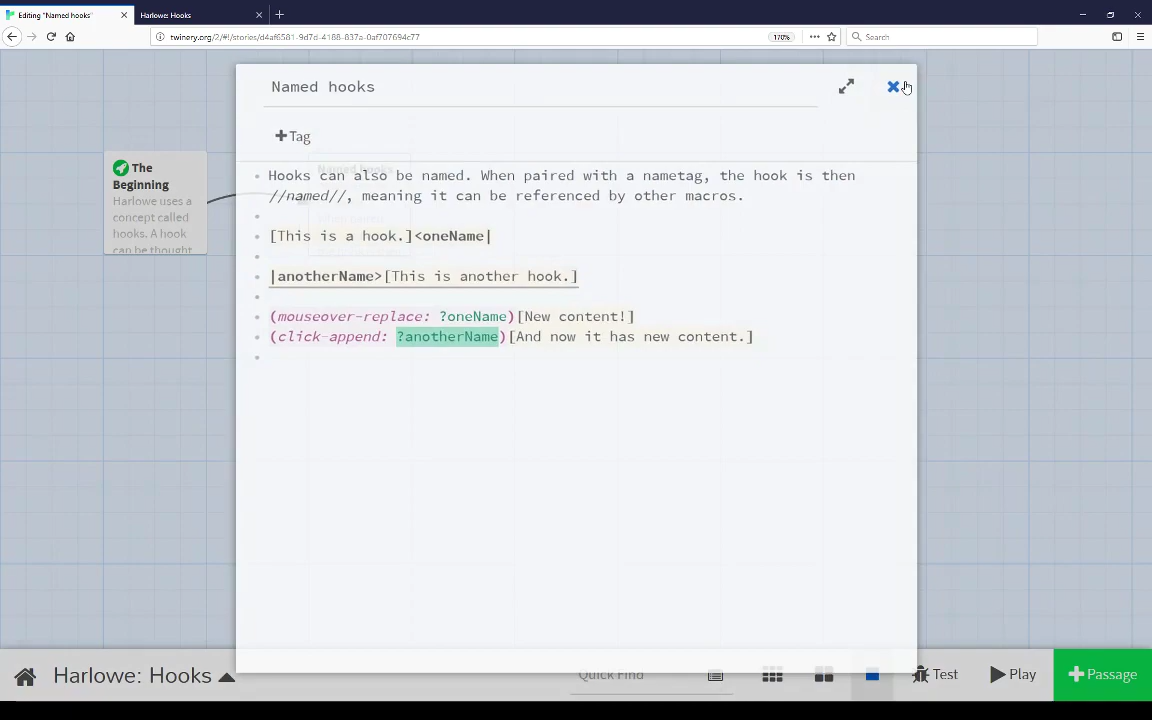 Editing "Named hooks"
Harlowe: Hooks
twinery.org/2/#!/stories/d4af6581-9d7d-4188-837a-0af707694c77
170%
Search
Named hooks
Tag
Hooks can also be named. When paired with a nametag, the hook is then
//named//, meaning it can be referenced by other macros.
[This is a hook.]<oneName|
|anotherName>[This is another hook.]
(mouseover-replace: ?oneName)[New content!]
(click-append: ?anotherName)[And now it has new content.]
The
Beginning
Harlowe uses a
concept called
hooks. A hook
can be thought
Harlowe: Hooks
Quick Find
Test
Play
Passage